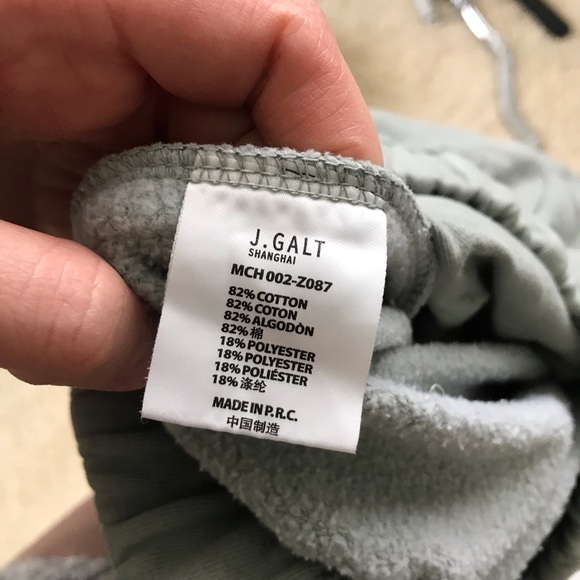 J.GALT
SHANGHAI
MCH 002-Z087
82% COTTON
82% COTON
82% ALGODÒN
82% 棉
18% POLYESTER
18% POLYESTER
18% POLIÉSTER
18% 涤纶
MADE IN P.R.C.
中国制造